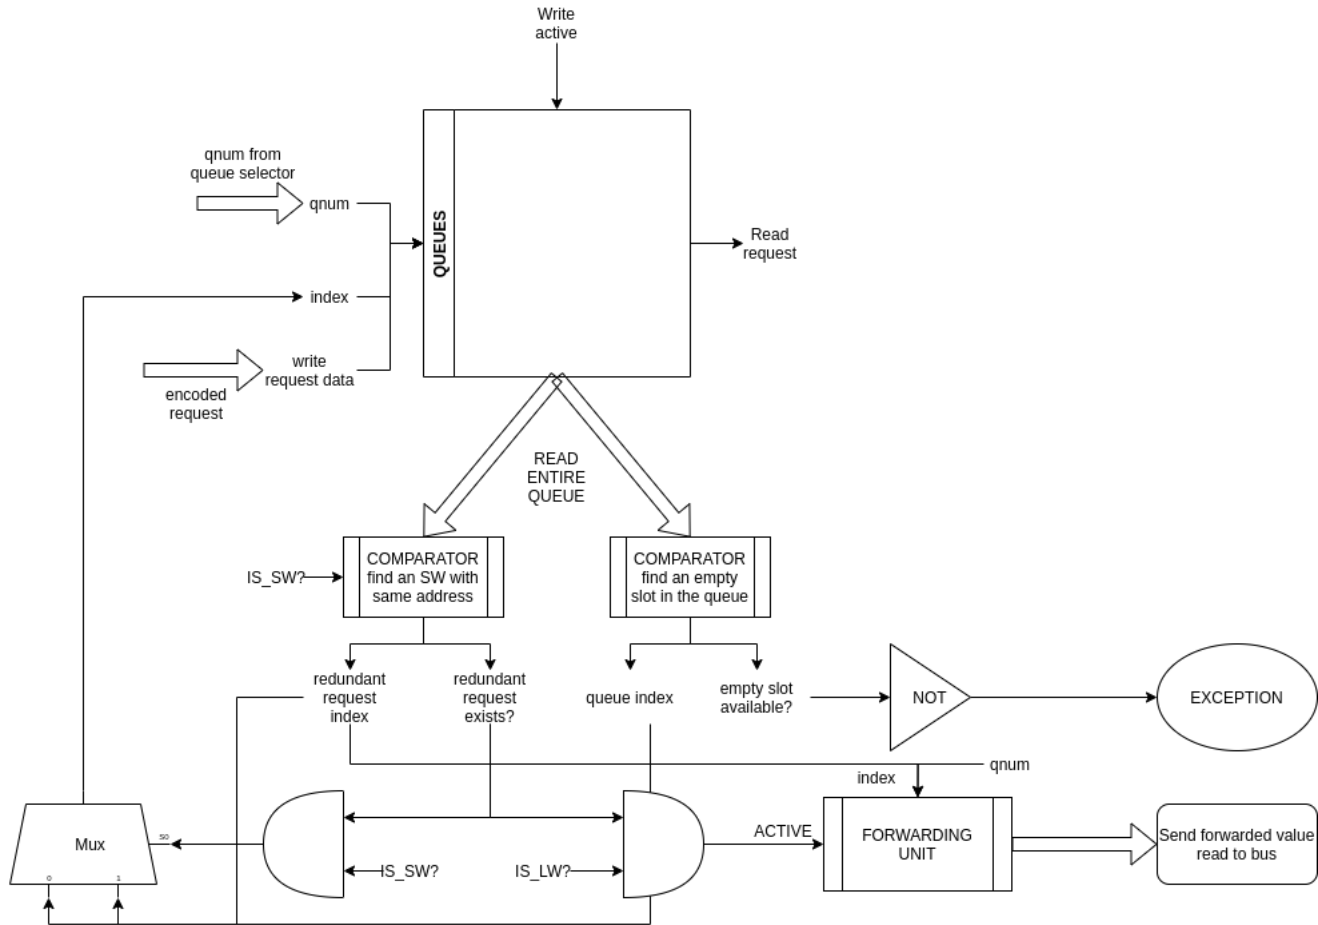 Write
active
qnum from
queue selector
qnum
QUEUES
Read
request
index
write
request data
encoded
request
READ
ENTIRE
QUEUE
IS_SW?
COMPARATOR
find an SW with
same address
COMPARATOR
find an empty
slot in the queue
redundant
request
index
redundant
request
exists?
queue index
empty slot
available?
NOT
EXCEPTION
qnum
index
Mux
S0
0
1
IS_SW?
IS_LW?
ACTIVE
FORWARDING
UNIT
Send forwarded value
read to bus